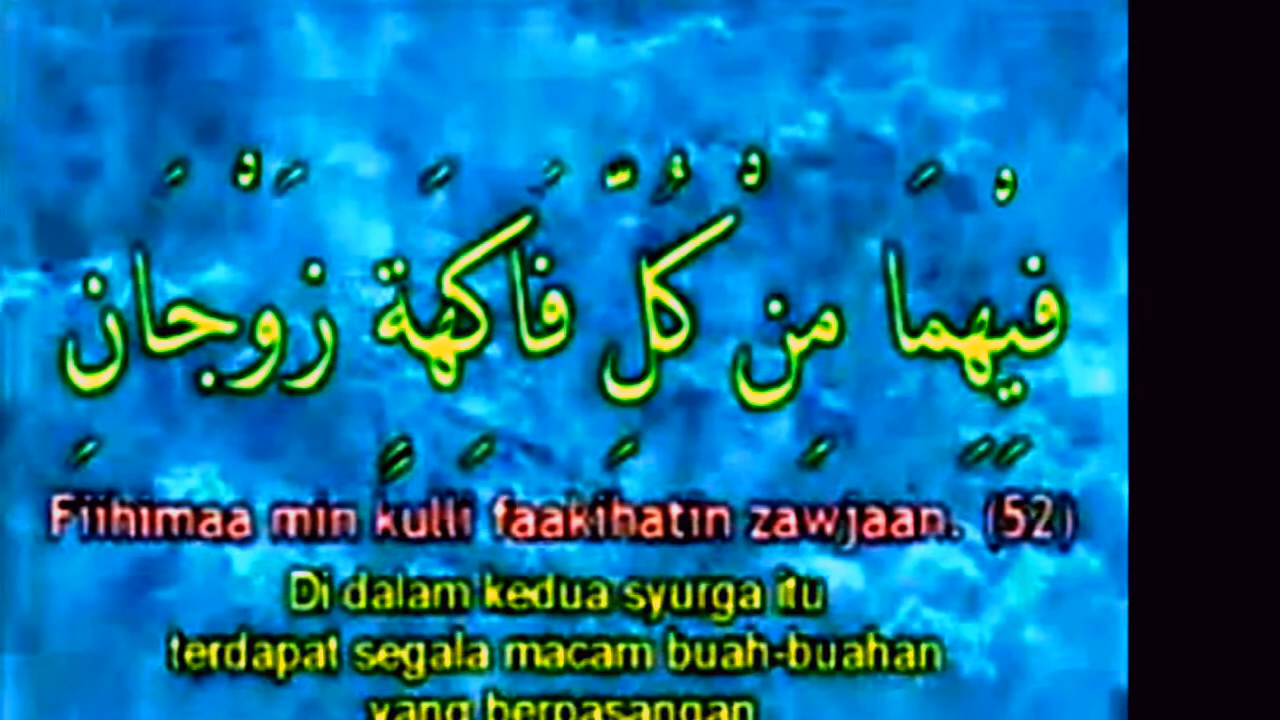 فِيْهِمَا مِنْ كُلِّ فَاكِهَةٍ زَوْجَانِ
Fiihimaa min kulli faakihatin zawjaan. (52)
Di dalam kedua syurga itu
terdapat segala macam buah-buahan
yang berpasangan